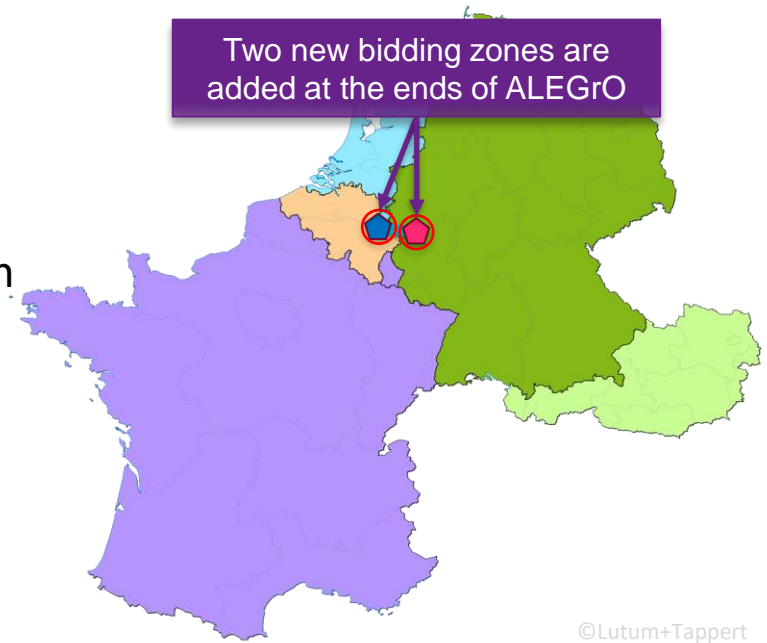 Two new bidding zones are
added at the ends of ALEGrO
©Lutum+Tappert